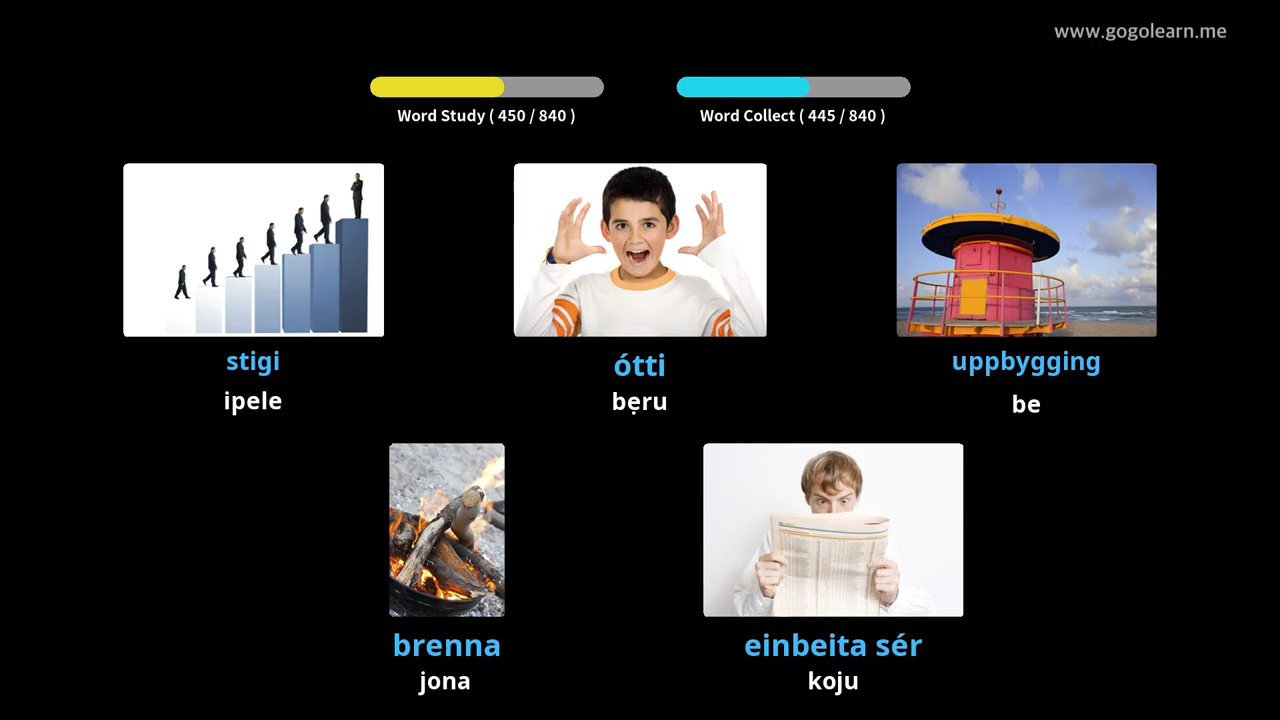 www.gogolearn.me
Word Study ( 450 / 840 )
Word Collect ( 445 / 840 )
stigi
ipele
ótti
bẹru
uppbygging
be
brenna
jona
einbeita sér
koju